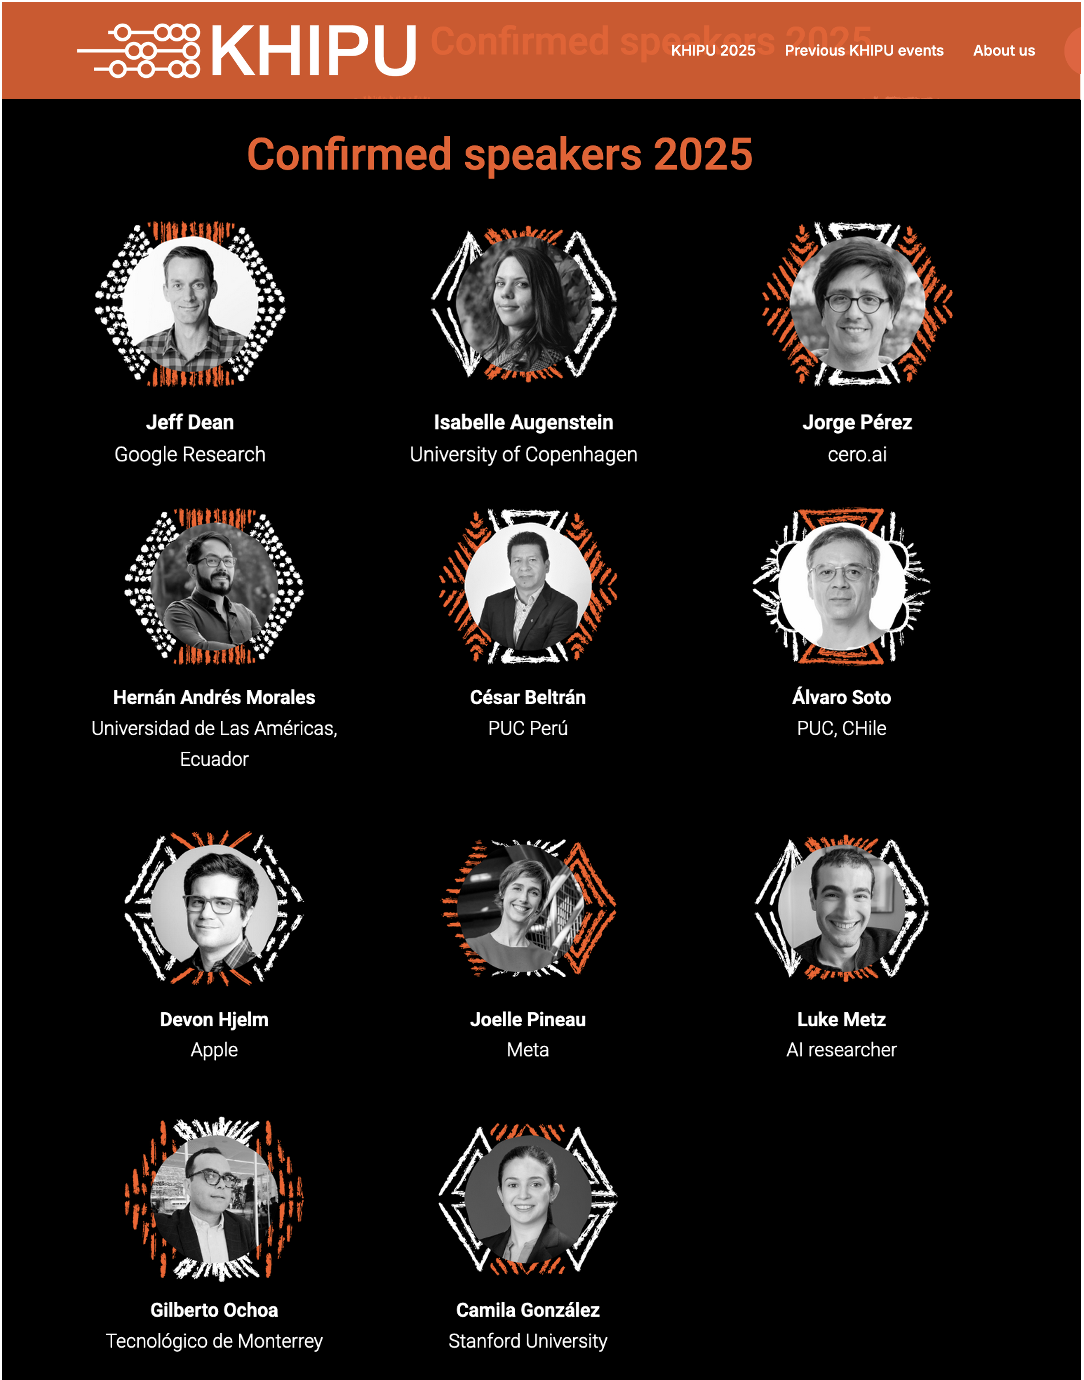 KHIPU
Confirmed speakers 2025
KHIPU 2025
Previous KHIPU events
About us
Confirmed speakers 2025
Jeff Dean
Google Research
Isabelle Augenstein
University of Copenhagen
Jorge Pérez
cero.ai
Hernán Andrés Morales
Universidad de Las Américas,
Ecuador
César Beltrán
PUC Perú
Álvaro Soto
PUC, CHile
Devon Hjelm
Apple
Joelle Pineau
Meta
Luke Metz
AI researcher
Gilberto Ochoa
Tecnológico de Monterrey
Camila González
Stanford University